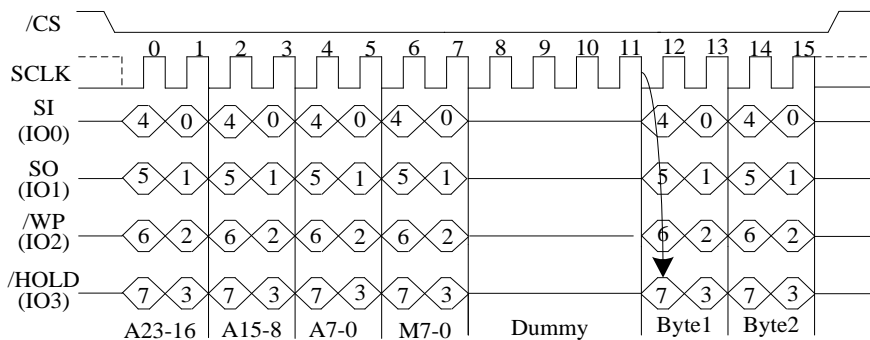 /CS
0 1 2 3 4 5 6 7 8 9 10 11 12 13 14 15
SCLK
SI
(IO0)
4 0 4 0 4 0 4 0 4 0 4 0
SO
(IO1)
5 1 5 1 5 1 5 1 5 1 5 1
/WP
(IO2)
6 2 6 2 6 2 6 2 6 2 6 2
/HOLD
(IO3)
7 3 7 3 7 3 7 3 7 3 7 3
A23-16 A15-8 A7-0 M7-0 Dummy Byte1 Byte2